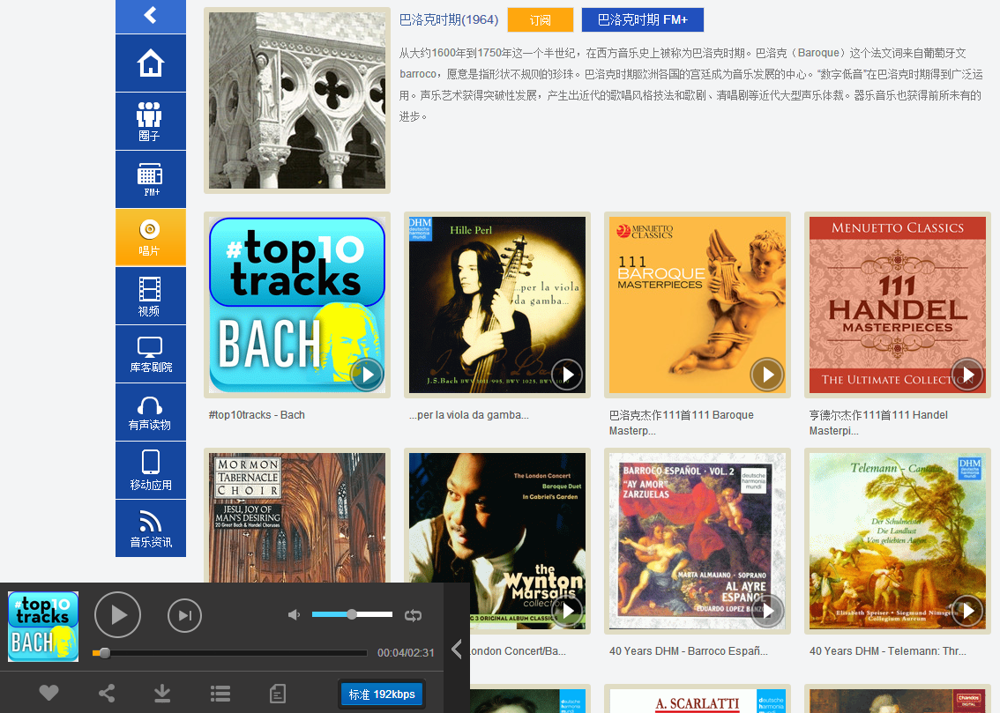 圈子
FM+
唱片
视频
库客剧院
有声读物
移动应用
音乐资讯
巴洛克时期(1964)
订阅
巴洛克时期 FM+
从大约1600年到1750年这一个半世纪，在西方音乐史上被称为巴洛克时期。巴洛克（Baroque）这个法文词来自葡萄牙文
barroco，愿意是指形状不规则的珍珠。巴洛克时期欧洲各国的宫廷成为音乐发展的中心。“数字低音”在巴洛克时期得到广泛运
用。声乐艺术获得突破性发展，产生出近代的歌唱风格技法和歌剧、清唱剧等近代大型声乐体裁。器乐音乐也获得前所未有的
进步。
#top10
tracks
BACH
#top10tracks - Bach
DHM
deutsche
harmonia
mundi
Hille Perl
...per la viola
da gamba...
J.S.Bach
...per la viola da gamba...
MENUETTO
CLASSICS
111
BAROQUE
MASTERPIECES
巴洛克杰作111首111 Baroque
Masterp...
MENUETTO CLASSICS
111
HANDEL
MASTERPIECES
THE ULTIMATE COLLECTION
亨德尔杰作111首111 Handel
Masterpi...
MORMON
TABERNACLE
CHOIR
JESU, JOY OF
MAN'S DESIRING
20 Great Bach & Handel Choruses
The London Concert
Baroque Duet
In Gabriel's Garden
the
Wynton
Marsalis
collection
3 ORIGINAL ALBUM CLASSICS
London Concert/Ba...
BARROCO ESPAÑOL · VOL. 2
"AY AMOR"
ZARZUELAS
deutsche
harmonia
mundi
MARTA ALMAJANO · SOPRANO
AL AYRE
ESPAÑOL
EDUARDO LOPEZ BANZO
40 Years DHM - Barroco Españ...
Telemann - Cantatas
DHM
deutsche
harmonia
mundi
Der Schulmeister
Die Landlust
Von geliebten Augen
Elisabeth Speiser · Siegmund Nimsgern
Collegium Aureum
40 Years DHM - Telemann: Thr...
A. SCARLATTI
Chandos
#top10
tracks
BACH
00:04/02:31
标准 192kbps